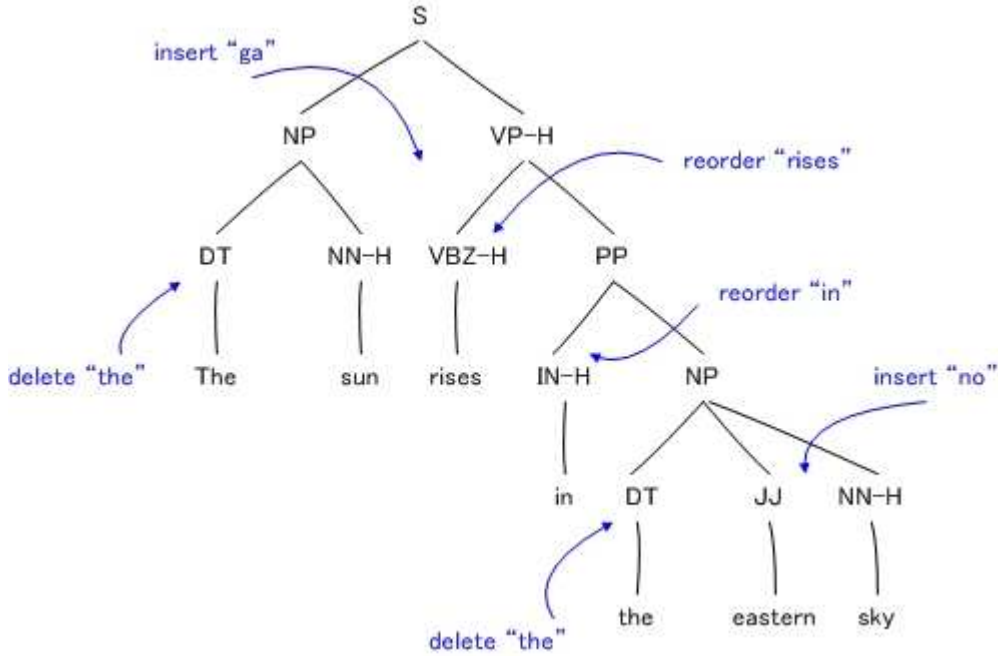 S
insert “ga”
NP VP-H
reorder “rises”
DT NN-H VBZ-H PP
reorder “in”
delete “the” The sun rises IN-H NP insert “no”
in DT JJ NN-H
the eastern sky
delete “the”